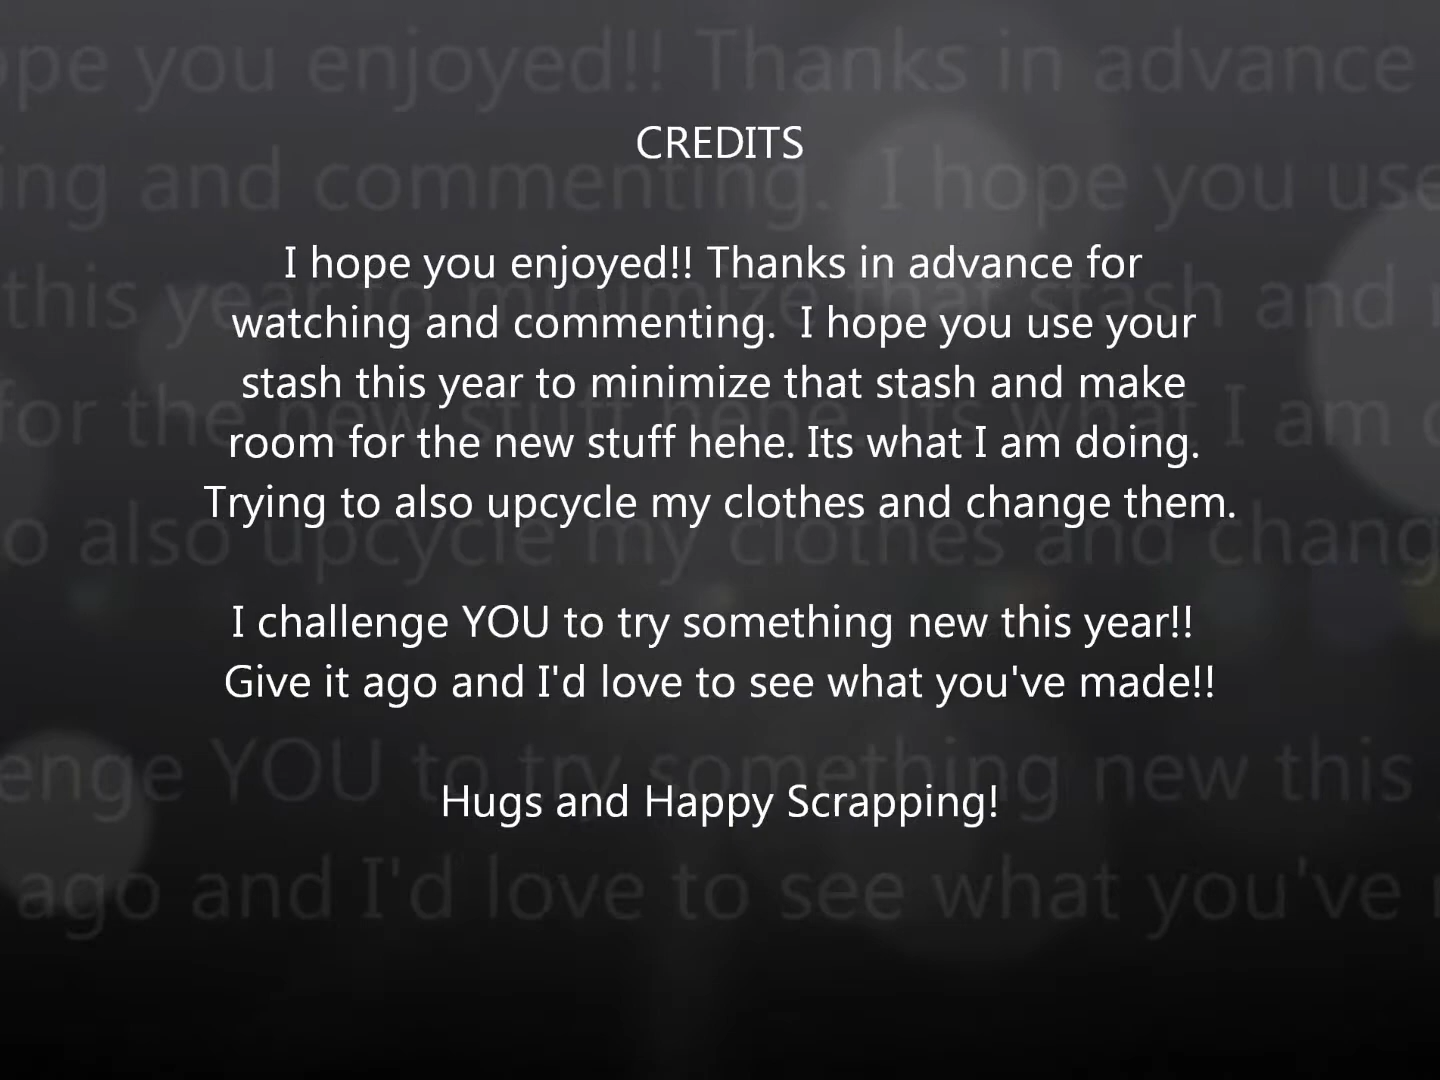 CREDITS
I hope you enjoyed!! Thanks in advance for
watching and commenting.  I hope you use your
stash this year to minimize that stash and make
room for the new stuff hehe. Its what I am doing.
Trying to also upcycle my clothes and change them.
I challenge YOU to try something new this year!!
Give it ago and I'd love to see what you've made!!
Hugs and Happy Scrapping!